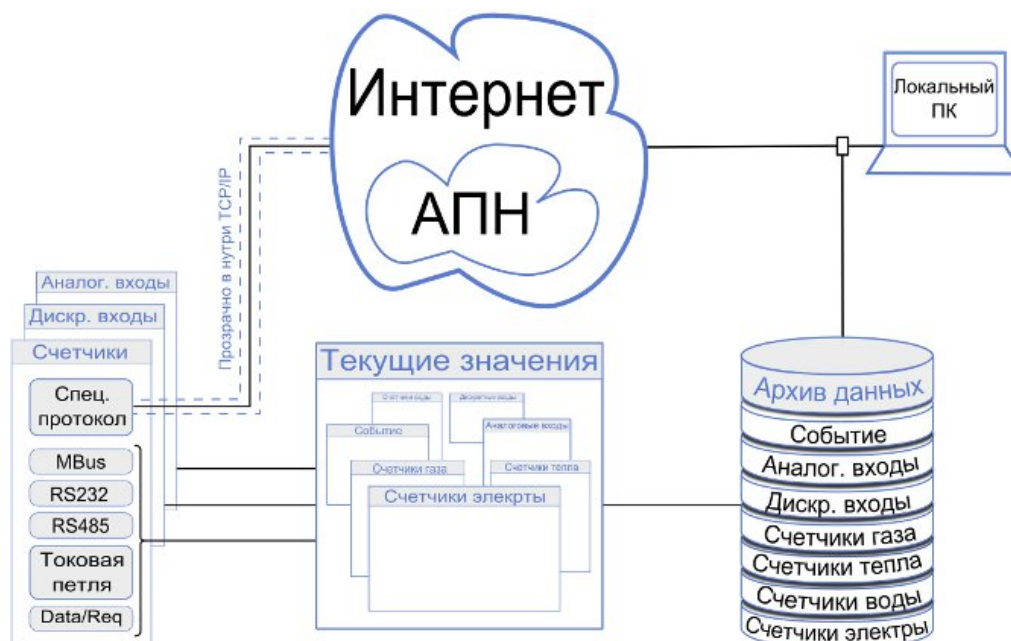 Интернет
АПН
Локальный
ПК
Прозрачно в нутри TCP/IP
Аналог. входы
Дискр. входы
Счетчики
Спец.
протокол
MBus
RS232
RS485
Токовая
петля
Data/Req
Текущие значения
Событие
Аналоговые входы
Счетчики газа
Счетчики тепла
Счетчики элекрты
Архив данных
Событие
Аналог. входы
Дискр. входы
Счетчики газа
Счетчики тепла
Счетчики воды
Счетчики электры